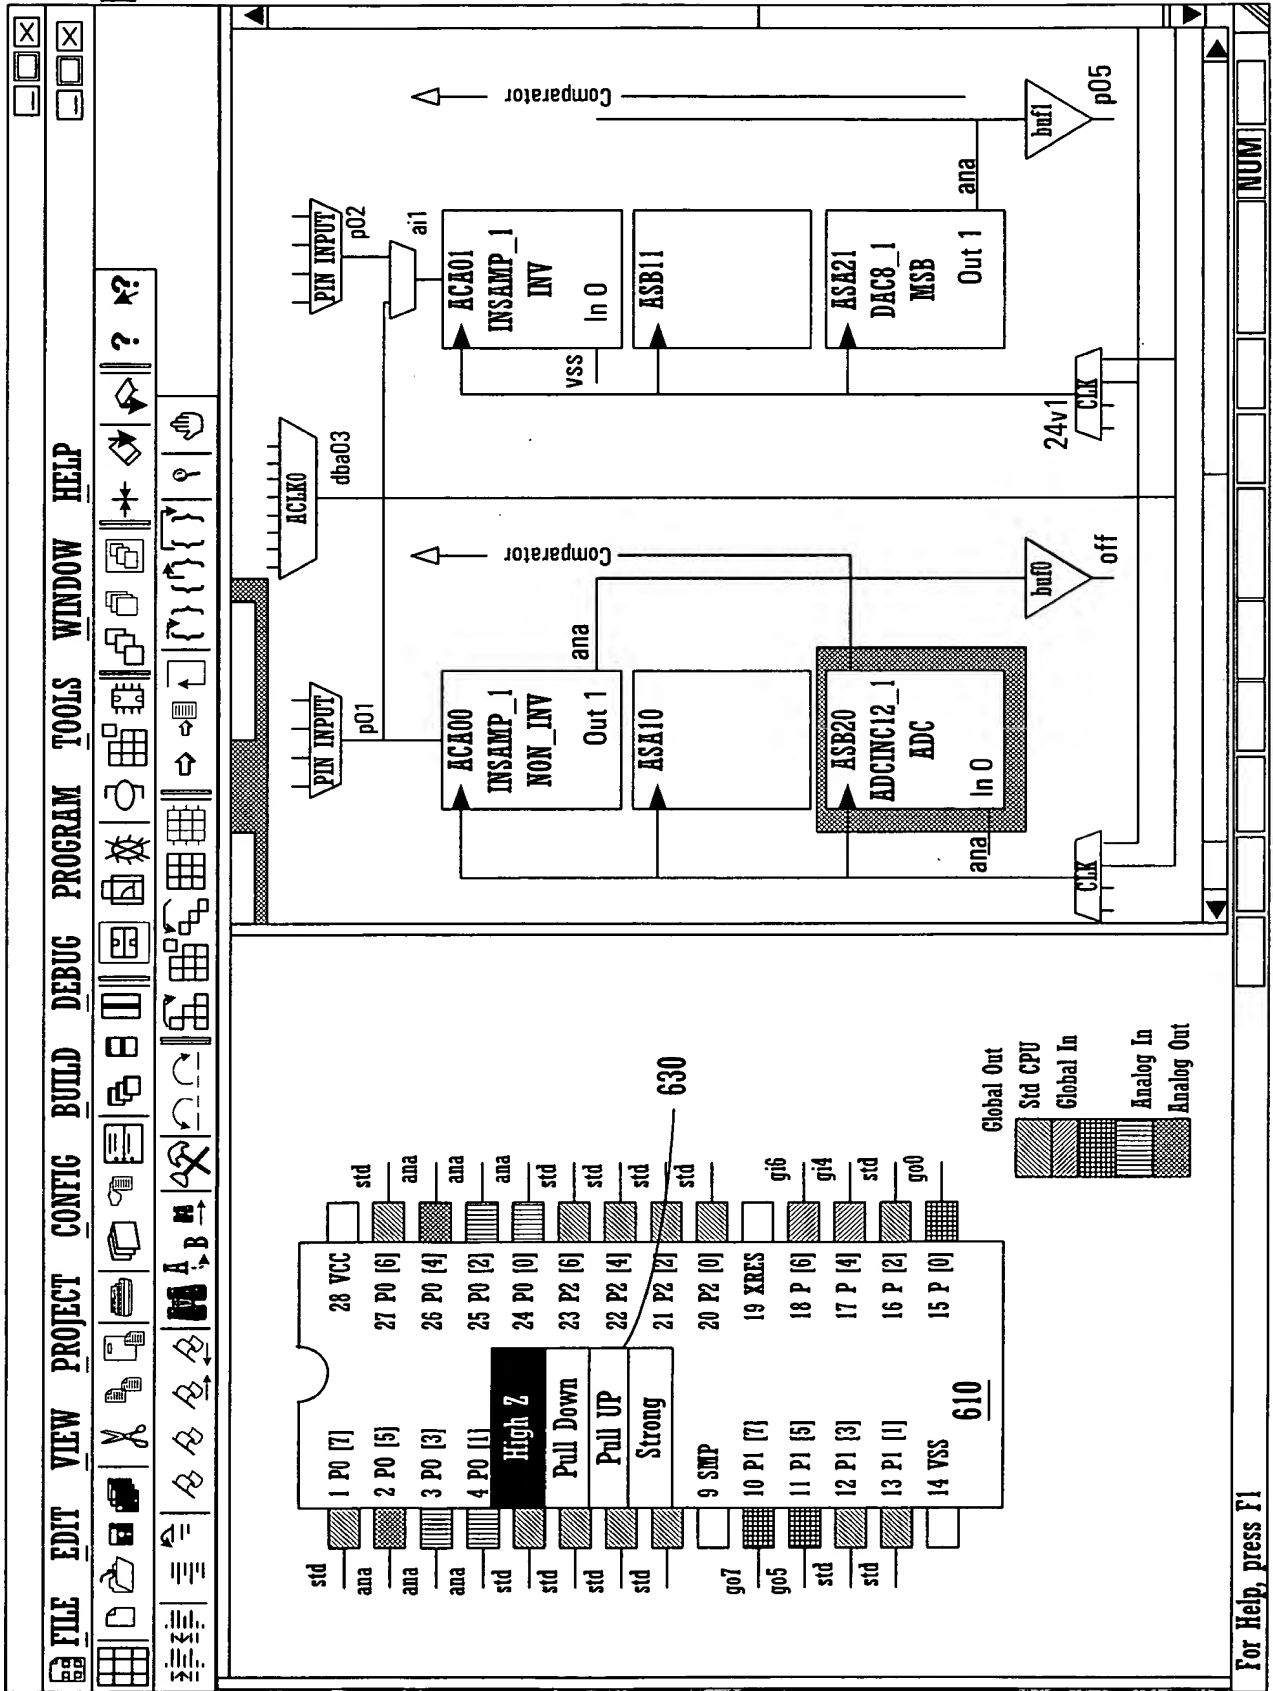 FILE EDIT VIEW PROJECT CONFIG BUILD DEBUG PROGRAM TOOLS WINDOW HELP
A
B
? ?
1 P0 [7]
2 P0 [5]
3 P0 [3]
4 P0 [1]
High Z
Pull Down
Pull UP
Strong
9 SMP
10 P1 [7]
11 P1 [5]
12 P1 [3]
13 P1 [1]
14 VSS
std
ana
ana
ana
std
std
std
std
go7
go5
std
std
28 VCC
27 P0 [6]
26 P0 [4]
25 P0 [2]
24 P0 [0]
23 P2 [6]
22 P2 [4]
21 P2 [2]
20 P2 [0]
19 XRES
18 P [6]
17 P [4]
16 P [2]
15 P [0]
std
ana
ana
ana
std
std
std
std
gi6
gi4
std
go0
610
630
Global Out
Std CPU
Global In
Analog In
Analog Out
PIN INPUT
p01
ACA00
INSAMP_1
NON_INV
Out 1
ana
ASA10
ASB20
ADCINC12_1
ADC
In 0
ana
CLK
Comparator
buf0
off
ACLK0
dba03
PIN INPUT
p02
ai1
ACA01
INSAMP_1
INV
In 0
vss
ASB11
ASA21
DAC8_1
MSB
Out 1
ana
24v1
CLK
Comparator
buf1
p05
For Help, press F1
NUM